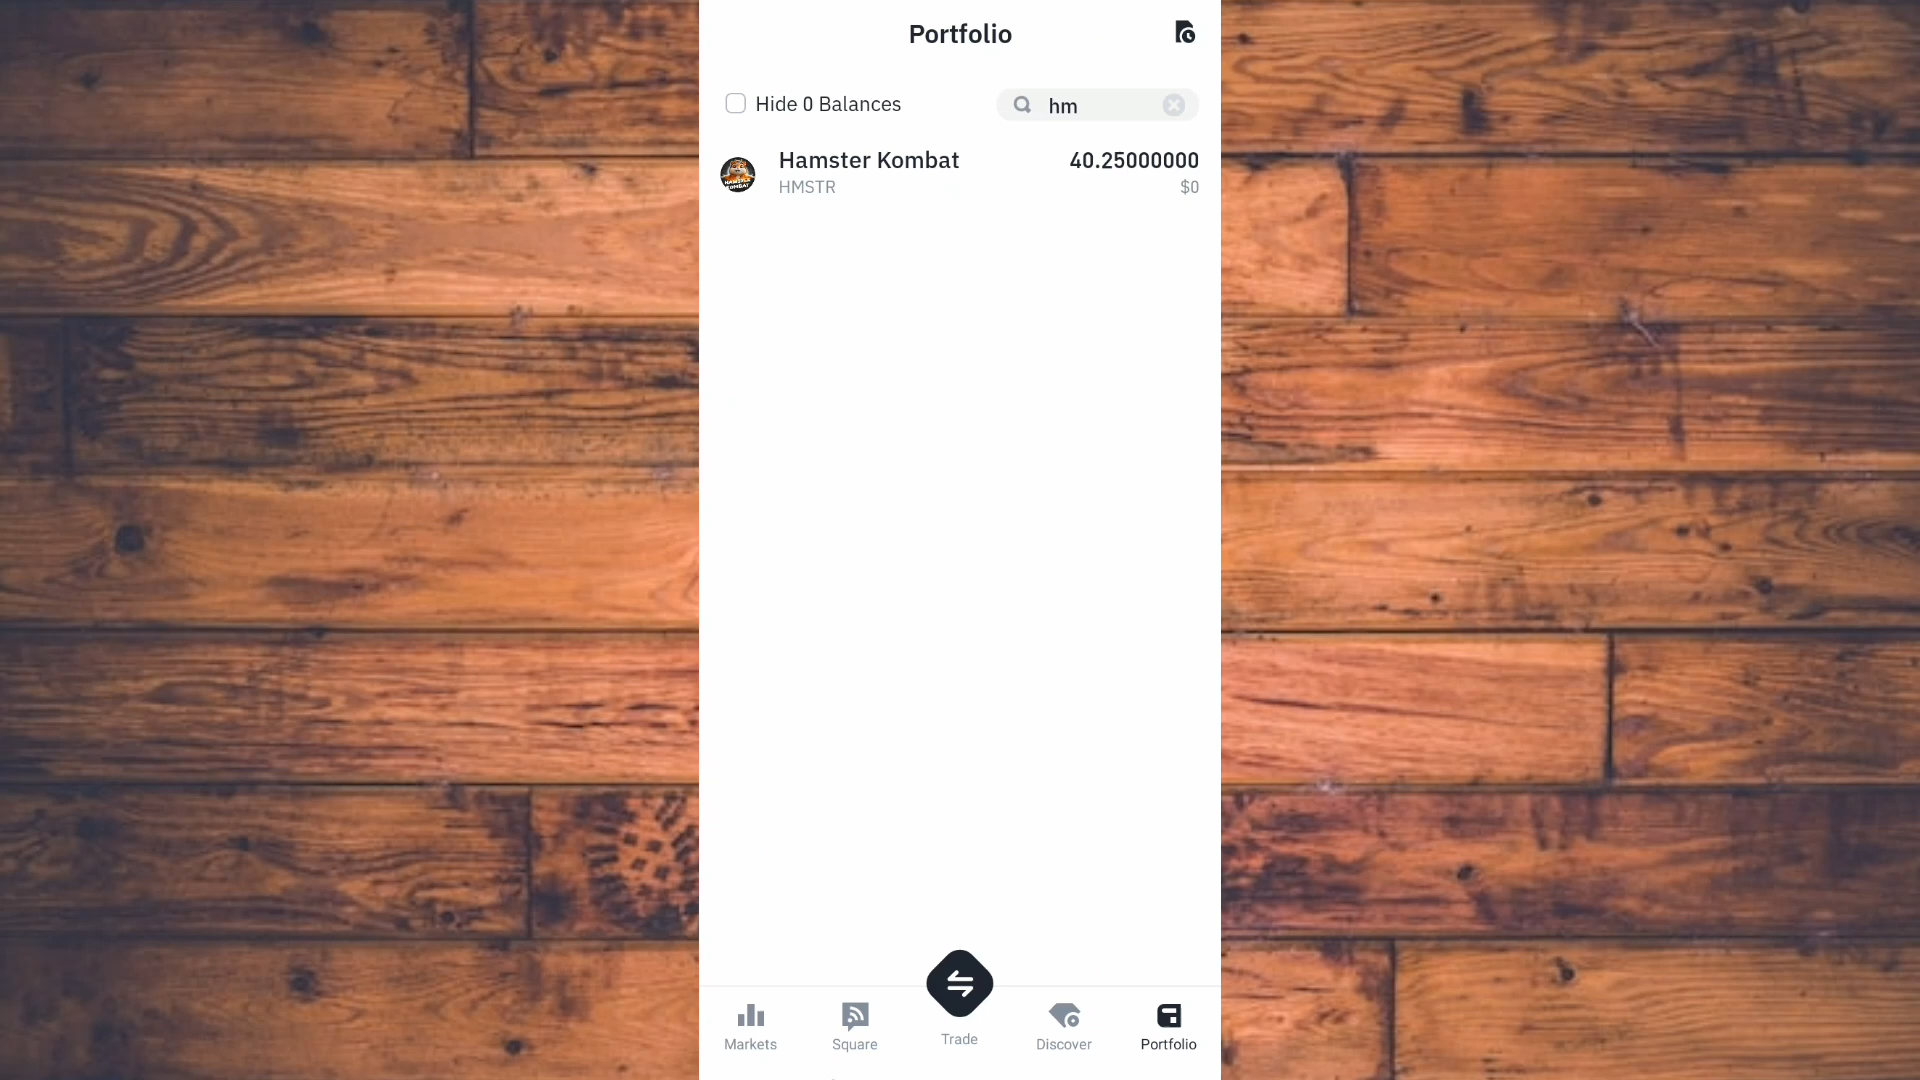 Portfolio
Hide 0 Balances
hm
Hamster Kombat
40.25000000
HMSTR
$0
Markets
Square
Trade
Discover
Portfolio